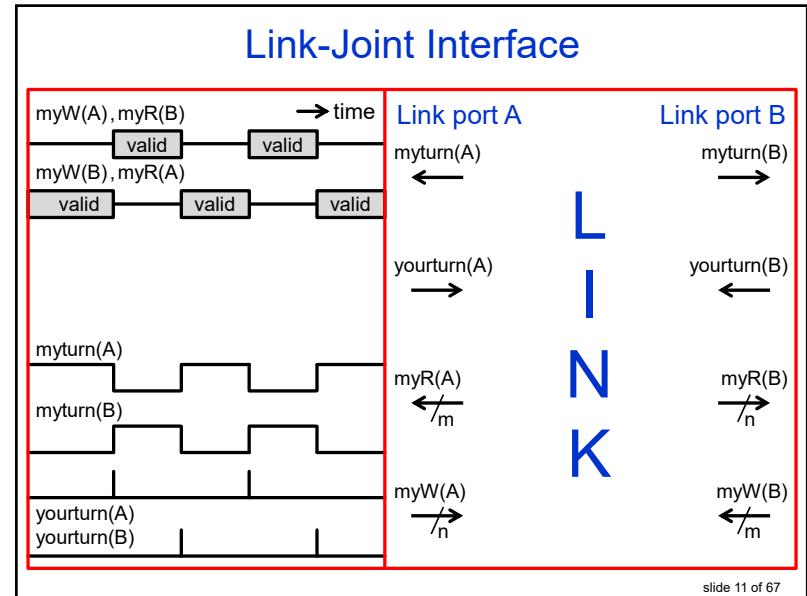 Link-Joint Interface
myW(A),myR(B) time
valid valid
myW(B),myR(A)
valid valid valid
myturn(A)
myturn(B)
yourturn(A)
yourturn(B)
Link port A Link port B
myturn(A) myturn(B)
yourturn(A) yourturn(B)
myR(A) myR(B)
m n
myW(A) myW(B)
n m
L
I
N
K
slide 11 of 67